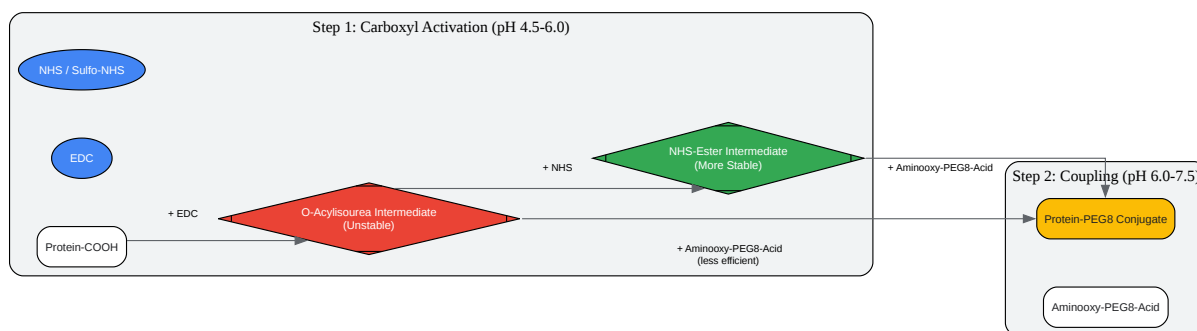 Step 1: Carboxyl Activation (pH 4.5-6.0)
NHS / Sulfo-NHS
EDC
NHS-Ester Intermediate
(More Stable)
+ NHS
+ Aminooxy-PEG8-Acid
Step 2: Coupling (pH 6.0-7.5)
+ EDC
O-Acylisourea Intermediate
(Unstable)
Protein-PEG8 Conjugate
Protein-COOH
+ Aminooxy-PEG8-Acid
(less efficient)
Aminooxy-PEG8-Acid